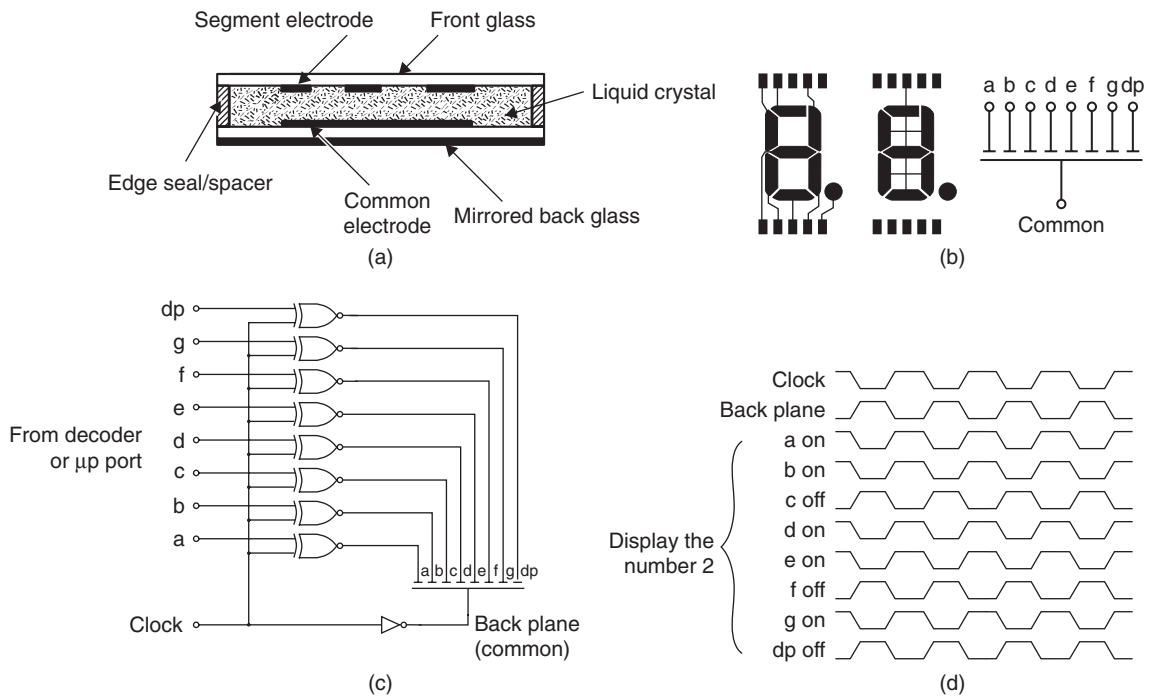 Segment electrode
Front glass
Liquid crystal
Edge seal/spacer
Common
electrode
Mirrored back glass
(a)
a b c d e f g dp
Common
(b)
dp
g
f
e
d
c
b
a
From decoder
or μp port
a b c d e f g dp
Clock
Back plane
(common)
(c)
Clock
Back plane
a on
b on
c off
d on
e on
f off
g on
dp off
Display the
number 2
(d)